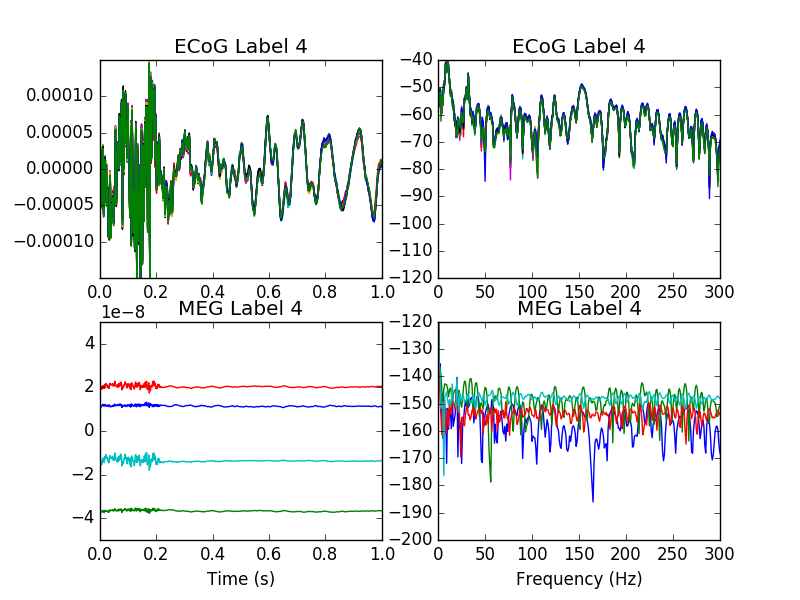 ECoG Label 4
0.00010
0.00005
0.00000
−0.00005
−0.00010
0.0 0.2 0.4 0.6 0.8 1.0
ECoG Label 4
−40
−50
−60
−70
−80
−90
−100
−110
−120
0 50 100 150 200 250 300
1e−8
MEG Label 4
4
2
0
−2
−4
0.0 0.2 0.4 0.6 0.8 1.0
Time (s)
MEG Label 4
−120
−130
−140
−150
−160
−170
−180
−190
−200
0 50 100 150 200 250 300
Frequency (Hz)